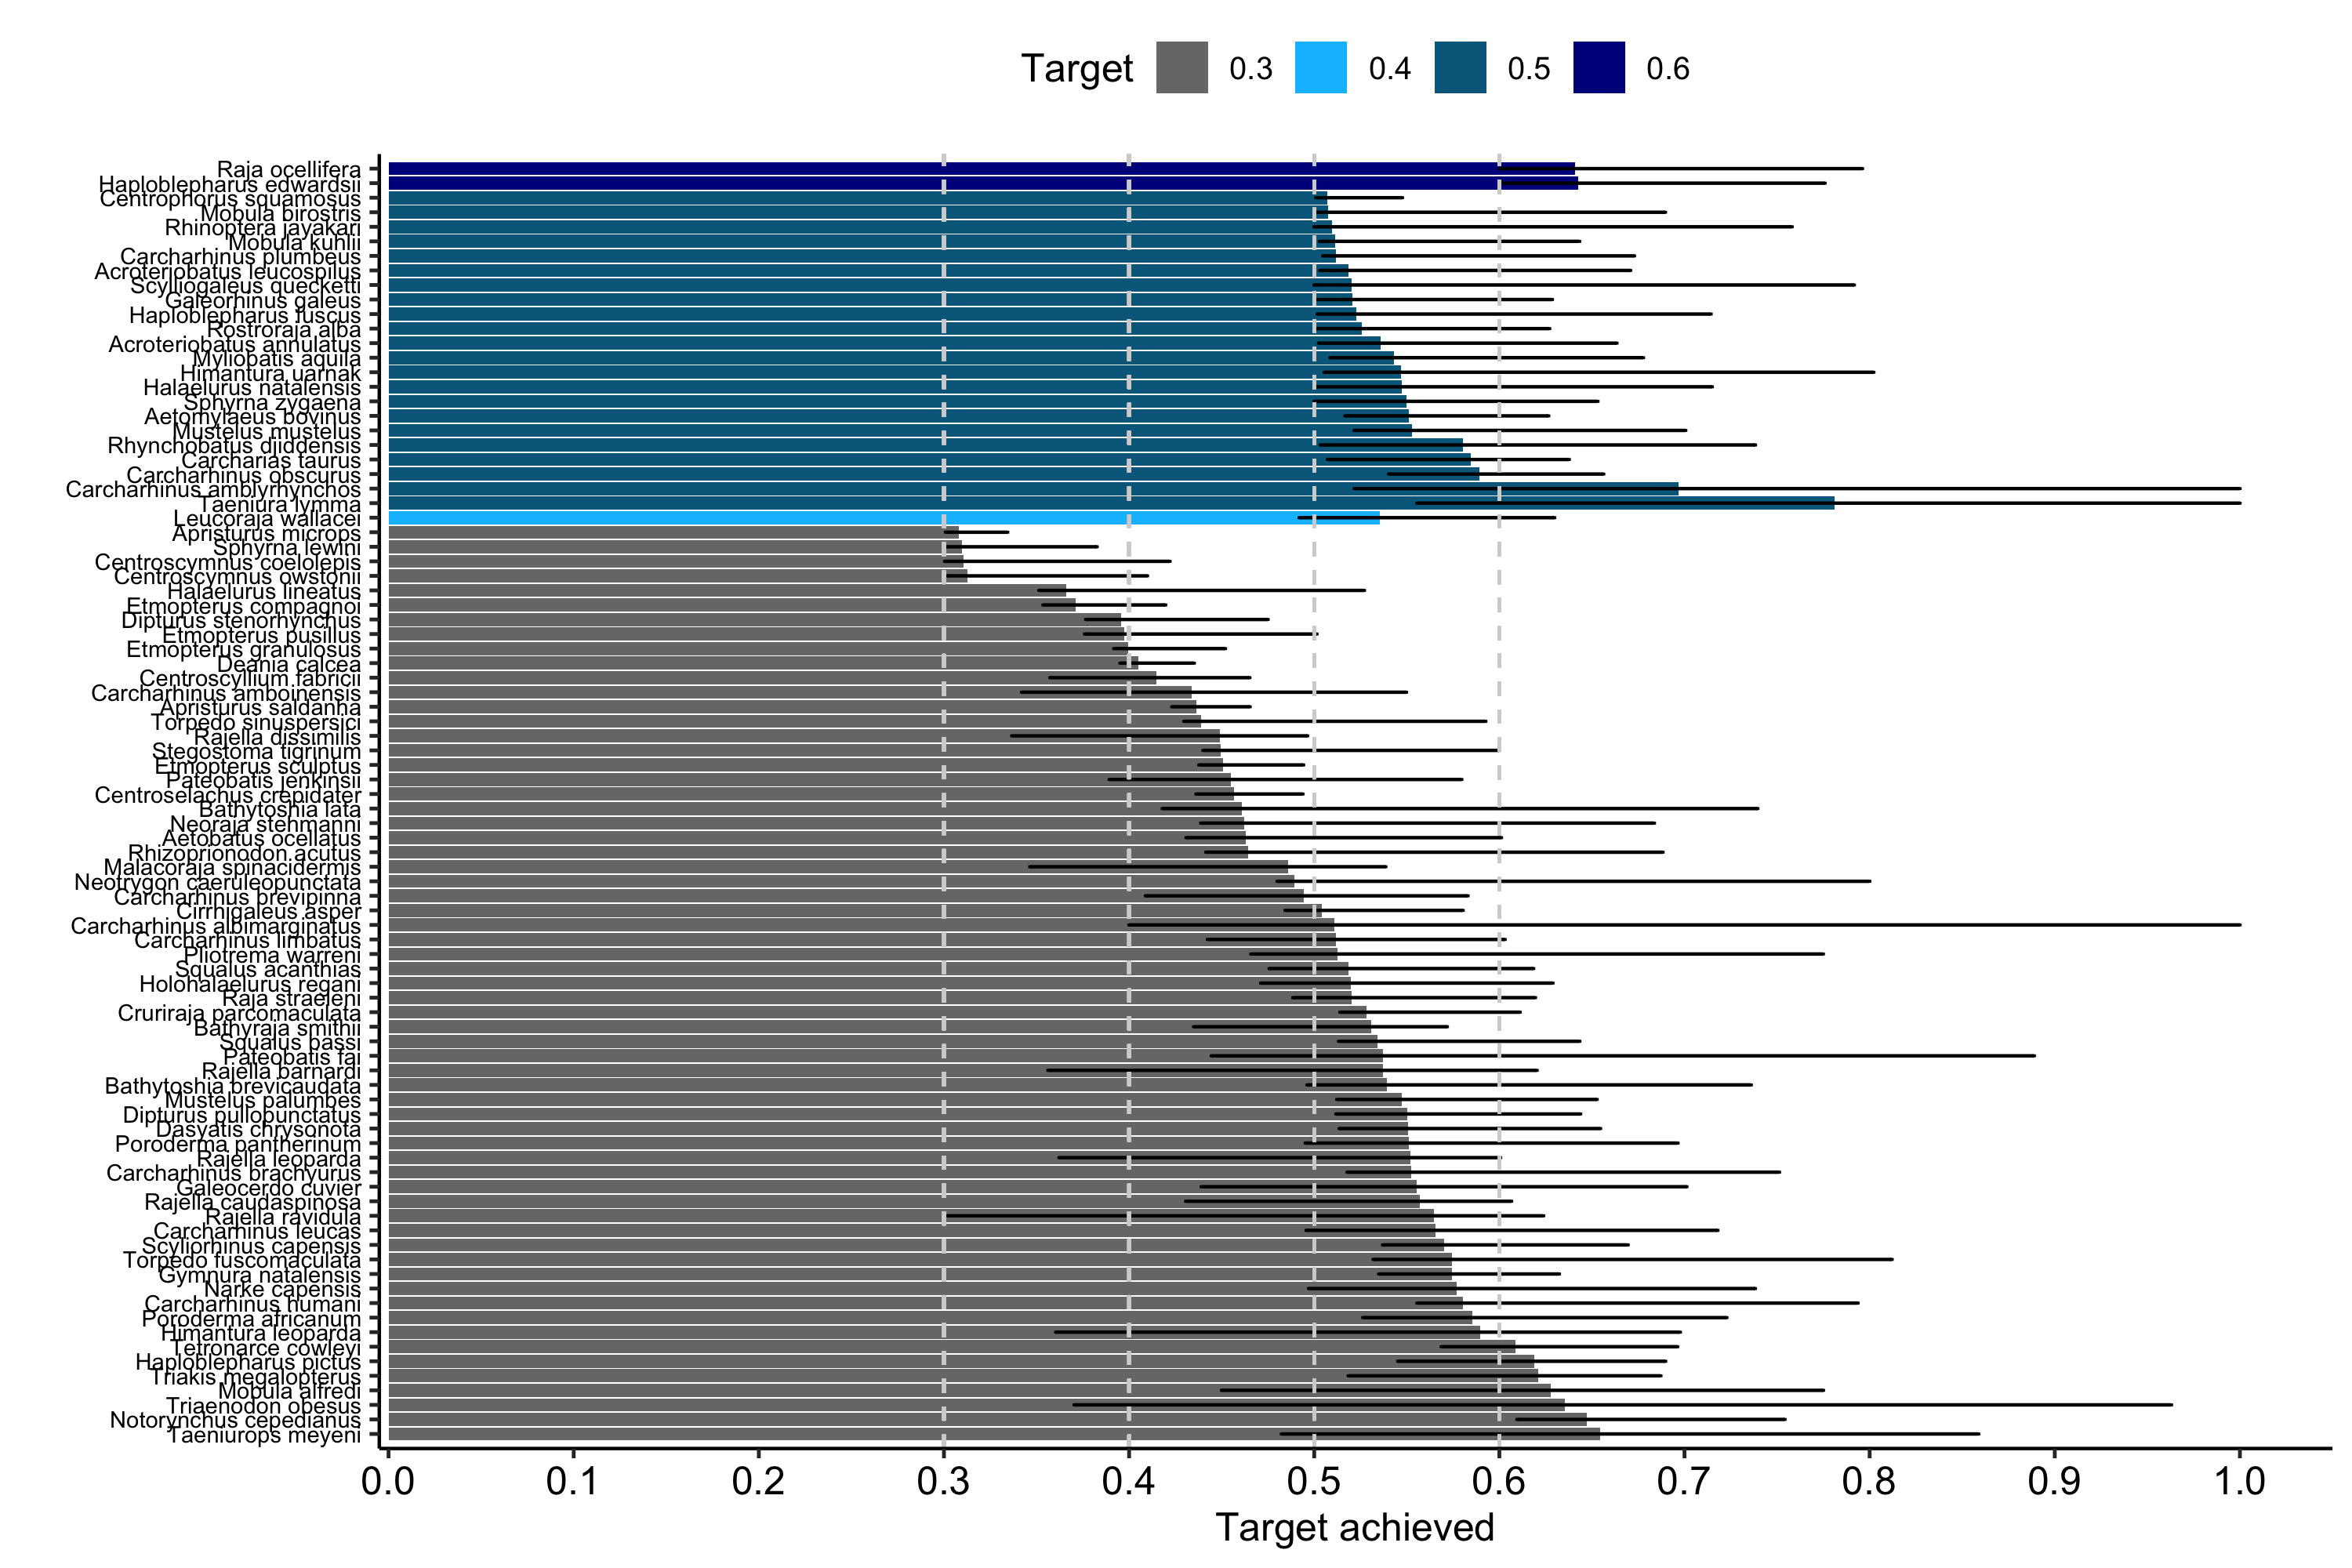 Target 0.3 0.4 0.5 0.6
Raja ocellifera
Haploblepharus edwardsii
Centrophorus squamosus
Mobula birostris
Rhinoptera jayakari
Mobula kuhlii
Carcharhinus plumbeus
Acroteriobatus leucospilus
Scylliogaleus quecketti
Galeorhinus galeus
Haploblepharus fuscus
Rostroraja alba
Acroteriobatus annulatus
Myliobatis aquila
Himantura uarnak
Halaelurus natalensis
Sphyrna zygaena
Aetomylaeus bovinus
Mustelus mustelus
Rhynchobatus djiddensis
Carcharias taurus
Carcharhinus obscurus
Carcharhinus amblyrhynchos
Taeniura lymma
Leucoraja wallacei
Apristurus microps
Sphyrna lewini
Centroscymnus coelolepis
Centroscymnus owstonii
Halaelurus lineatus
Etmopterus compagnoi
Dipturus stenorhynchus
Etmopterus pusillus
Etmopterus granulosus
Deania calcea
Centroscyllium fabricii
Carcharhinus amboinensis
Apristurus saldanha
Torpedo sinuspersici
Rajella dissimilis
Stegostoma tigrinum
Etmopterus sculptus
Pateobatis jenkinsii
Centroselachus crepidater
Bathytoshia lata
Neoraja stehmanni
Aetobatus ocellatus
Rhizoprionodon acutus
Malacoraja spinacidermis
Neotrygon caeruleopunctata
Carcharhinus brevipinna
Cirrhigaleus asper
Carcharhinus albimarginatus
Carcharhinus limbatus
Pliotrema warreni
Squalus acanthias
Holohalaelurus regani
Raja straeleni
Cruriraja parcomaculata
Bathyraja smithii
Squalus bassi
Pateobatis fai
Rajella barnardi
Bathytoshia brevicaudata
Mustelus palumbes
Dipturus pullopunctatus
Dasyatis chrysonota
Poroderma pantherinum
Rajella leoparda
Carcharhinus brachyurus
Galeocerdo cuvier
Rajella caudaspinosa
Rajella ravidula
Carcharhinus leucas
Scyliorhinus capensis
Torpedo fuscomaculata
Gymnura natalensis
Narke capensis
Carcharhinus humani
Poroderma africanum
Himantura leoparda
Tetronarce cowleyi
Haploblepharus pictus
Triakis megalopterus
Mobula alfredi
Triaenodon obesus
Notorynchus cepedianus
Taeniurops meyeni
0.0 0.1 0.2 0.3 0.4 0.5 0.6 0.7 0.8 0.9 1.0
Target achieved